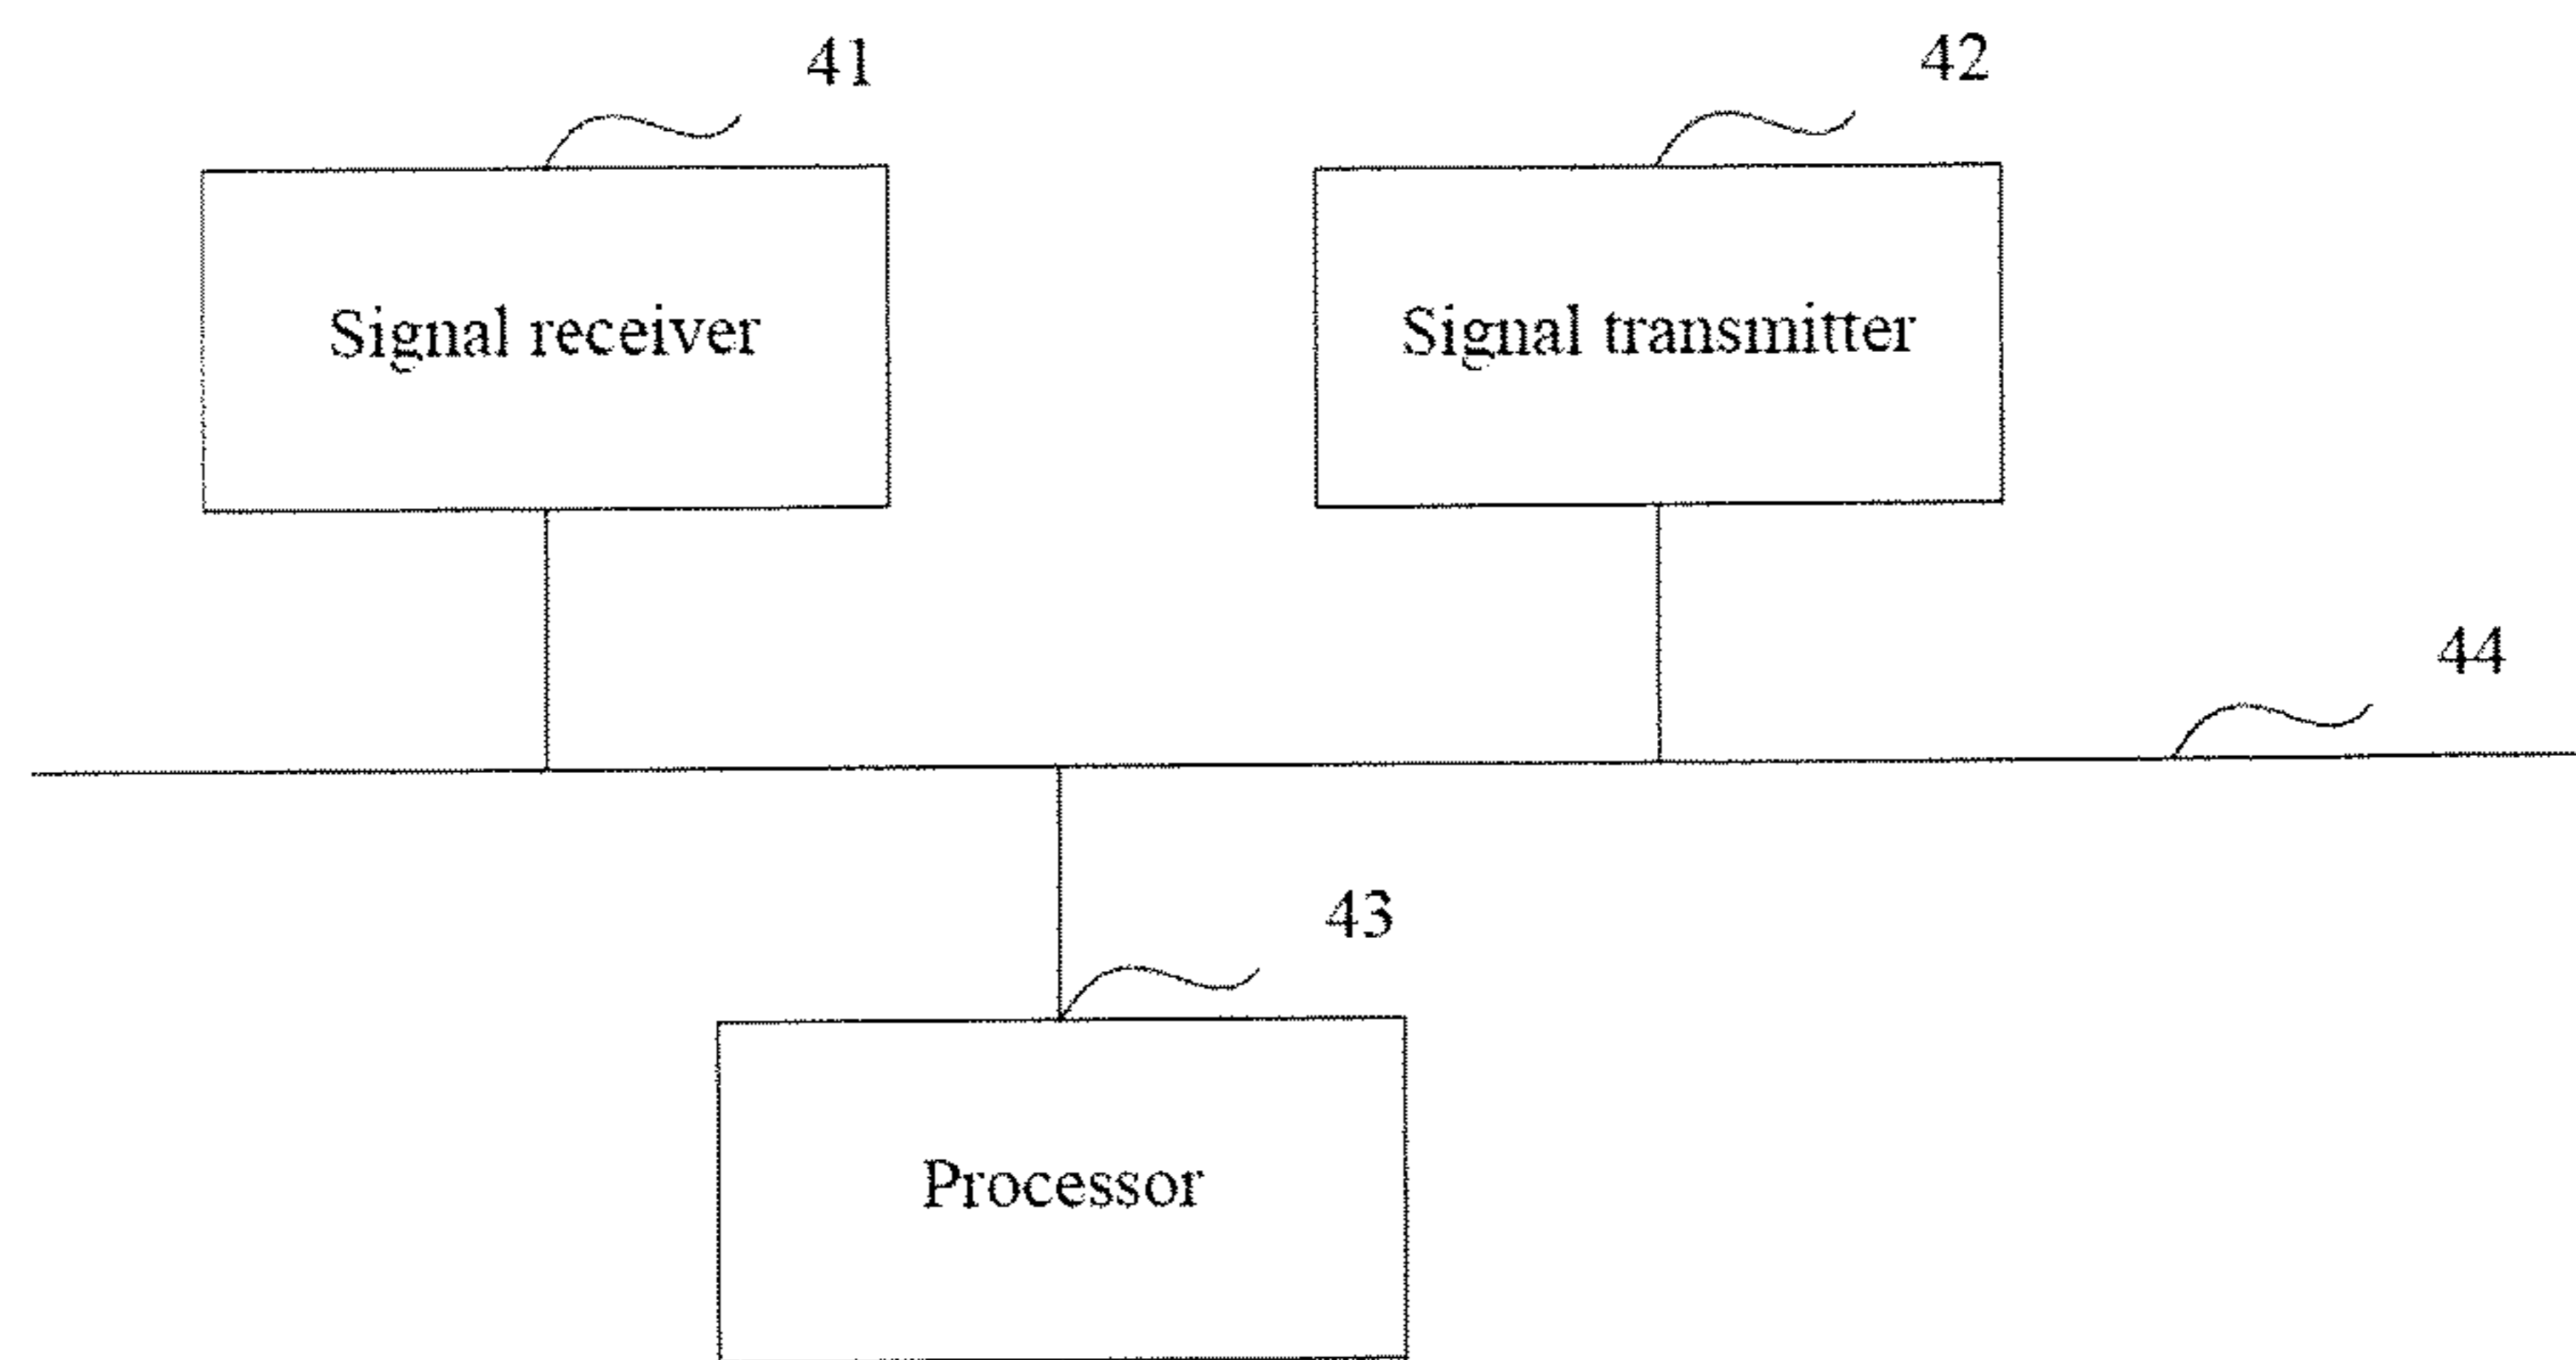 41
42
Signal receiver
Signal transmitter
44
43
Processor